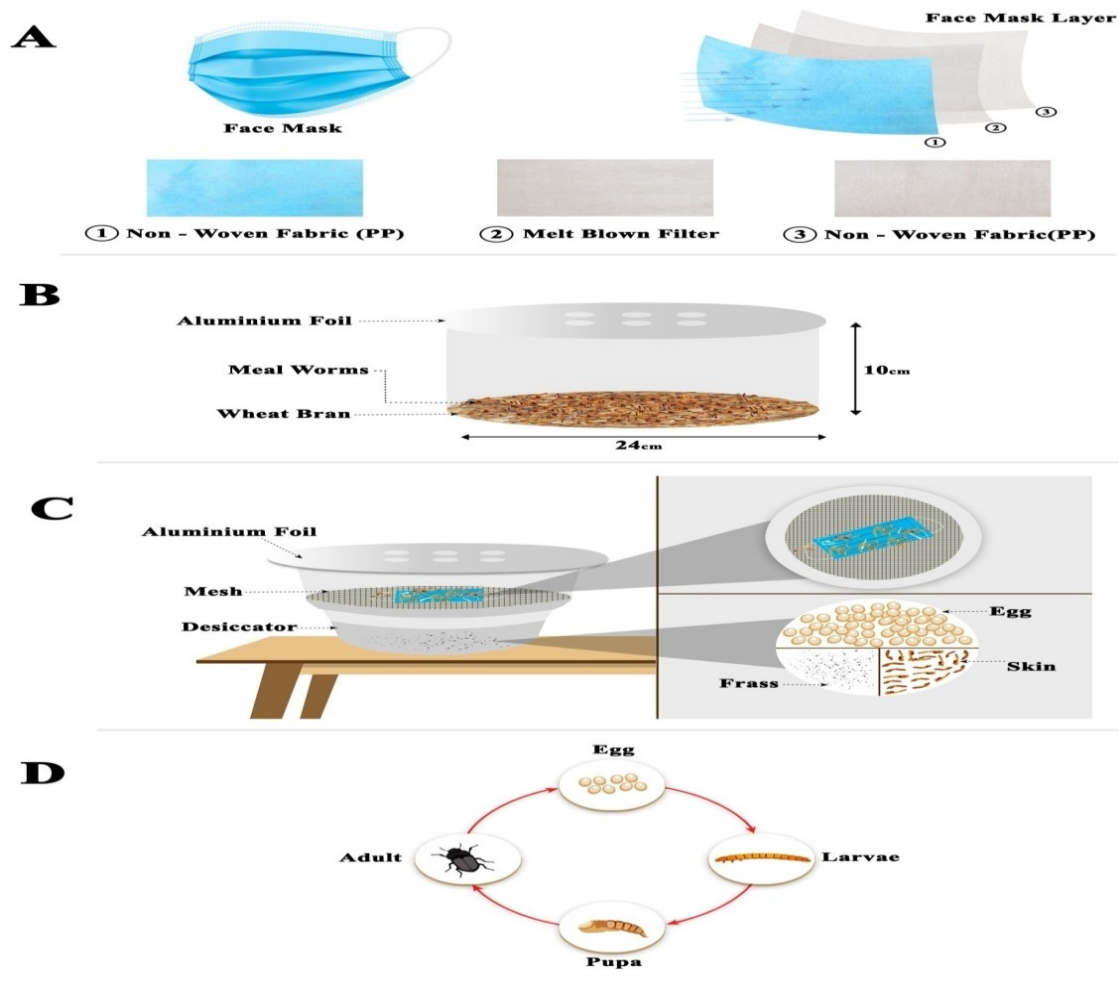 A
Face Mask Layer
Face Mask
1
2
3
1 Non - Woven Fabric (PP)
2 Melt Blown Filter
3 Non - Woven Fabric(PP)
B
Aluminium Foil
Meal Worms
Wheat Bran
10cm
24cm
C
Aluminium Foil
Mesh
Desiccator
Egg
Skin
Frass
D
Egg
Adult
Larvae
Pupa